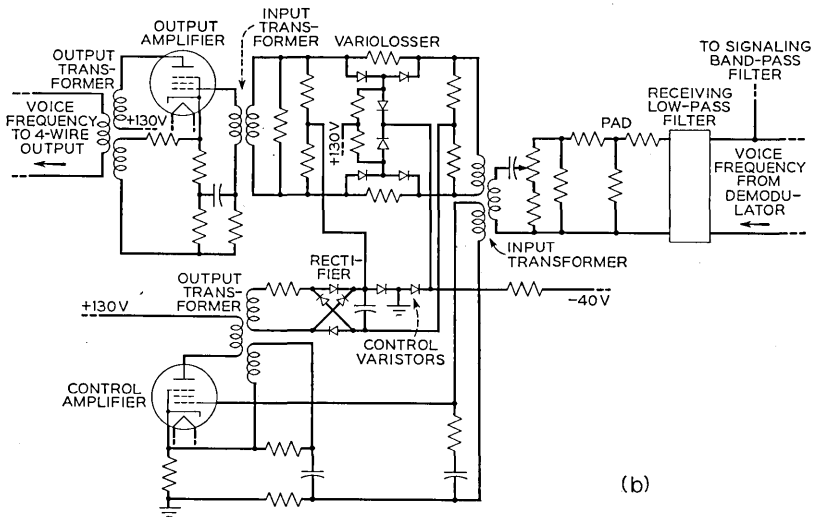 INPUT
TRANS-
FORMER
OUTPUT
AMPLIFIER
VARIOLOSSER
OUTPUT
TRANS-
FORMER
VOICE
FREQUENCY
TO 4-WIRE
OUTPUT
+130V
+130V
TO SIGNALING
BAND-PASS
FILTER
RECEIVING
LOW-PASS
FILTER
PAD
VOICE
FREQUENCY
FROM
DEMODU-
LATOR
INPUT
TRANSFORMER
RECTI-
FIER
OUTPUT
TRANS-
FORMER
+130V
-40V
CONTROL
VARISTORS
CONTROL
AMPLIFIER
(b)